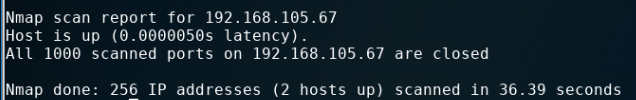 Nmap scan report for 192.168.105.67
Host is up (0.0000050s latency).
All 1000 scanned ports on 192.168.105.67 are closed
Nmap done: 256 IP addresses (2 hosts up) scanned in 36.39 seconds